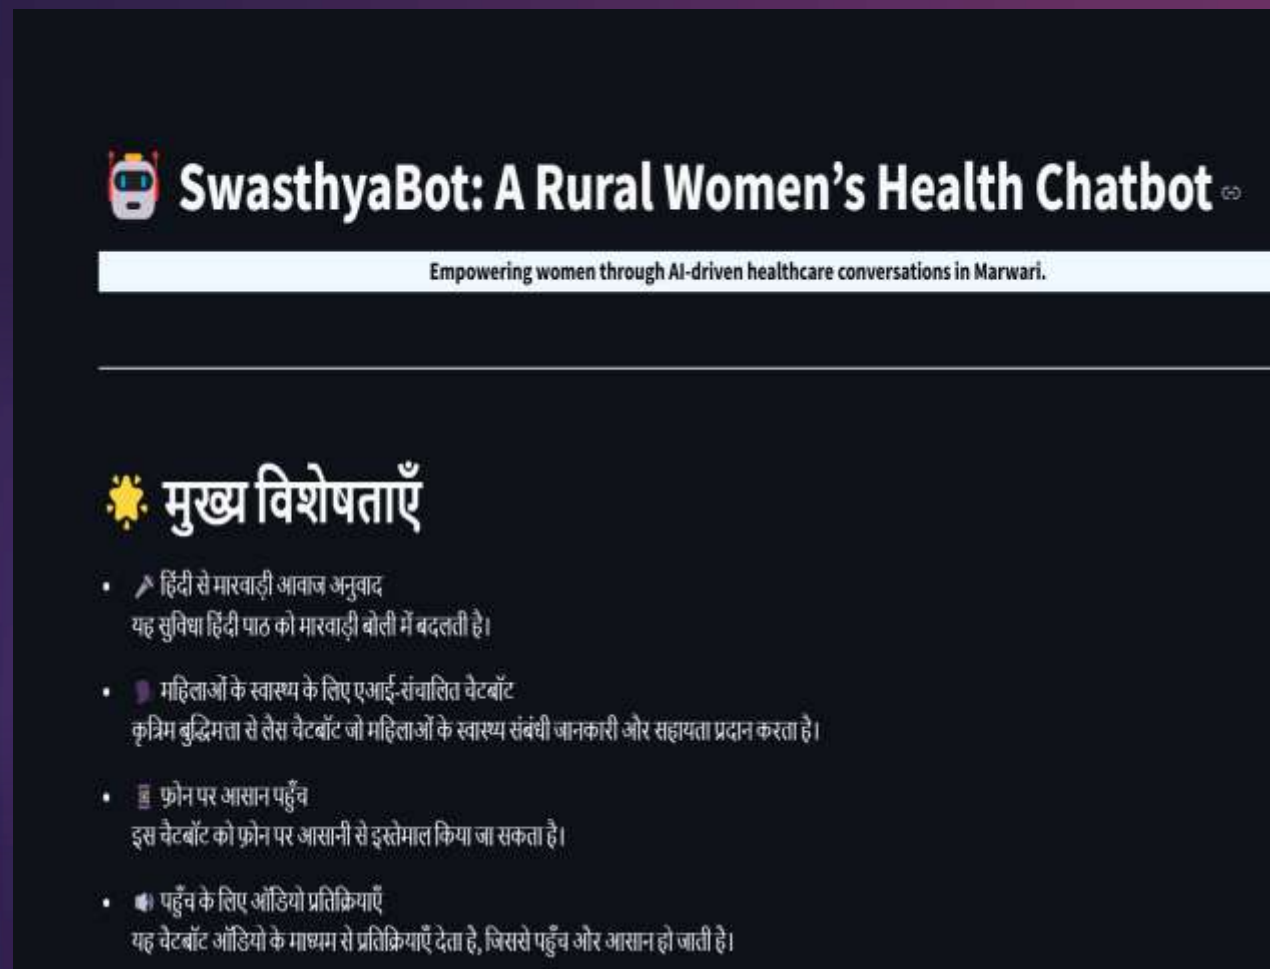 SwasthyaBot: A Rural Women’s Health Chatbot
Empowering women through AI-driven healthcare conversations in Marwari.
मुख्य विशेषताएँ
हिंदी से मारवाड़ी आवाज अनुवाद
यह सुविधा हिंदी पाठ को मारवाड़ी बोली में बदलती है।
महिलाओं के स्वास्थ्य के लिए एआई-संचालित चैटबॉट
कृत्रिम बुद्धिमत्ता से लैस चैटबॉट जो महिलाओं के स्वास्थ्य संबंधी जानकारी और सहायता प्रदान करता है।
फ़ोन पर आसान पहुँच
इस चैटबॉट को फ़ोन पर आसानी से इस्तेमाल किया जा सकता है।
पहुँच के लिए ऑडियो प्रतिक्रियाएँ
यह चैटबॉट ऑडियो के माध्यम से प्रतिक्रियाएँ देता है, जिससे पहुँच और आसान हो जाती है।